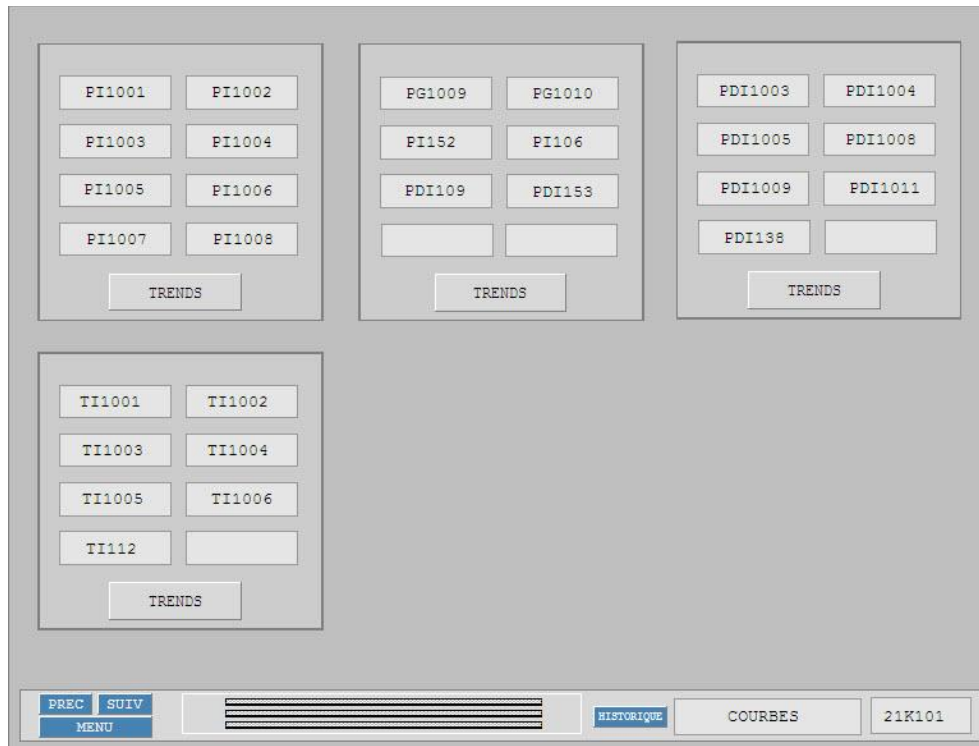 PI1001 PI1002
PI1003 PI1004
PI1005 PI1006
PI1007 PI1008
TRENDS
PG1009 PG1010
PI152 PI106
PDI109 PDI153
TRENDS
PDI1003 PDI1004
PDI1005 PDI1008
PDI1009 PDI1011
PDI138
TRENDS
TI1001 TI1002
TI1003 TI1004
TI1005 TI1006
TI112
TRENDS
PREC SUIV
MENU
HISTORIQUE
COURBES
21K101